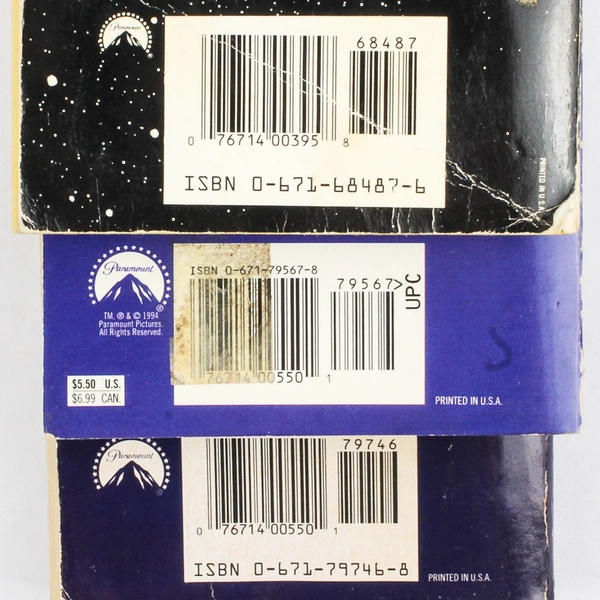 Paramount
®
68487
0 76714 00395 8
ISBN 0-671-68487-6
PRINTED IN U.S.A.
Paramount
®
TM, ® & © 1994
Paramount Pictures.
All Rights Reserved.
$5.50 U.S.
$6.99 CAN.
ISBN 0-671-79567-8
79567>
UPC
76714 00550 1
PRINTED IN U.S.A.
Paramount
®
79746
0 76714 00550 1
ISBN 0-671-79746-8
PRINTED IN U.S.A.